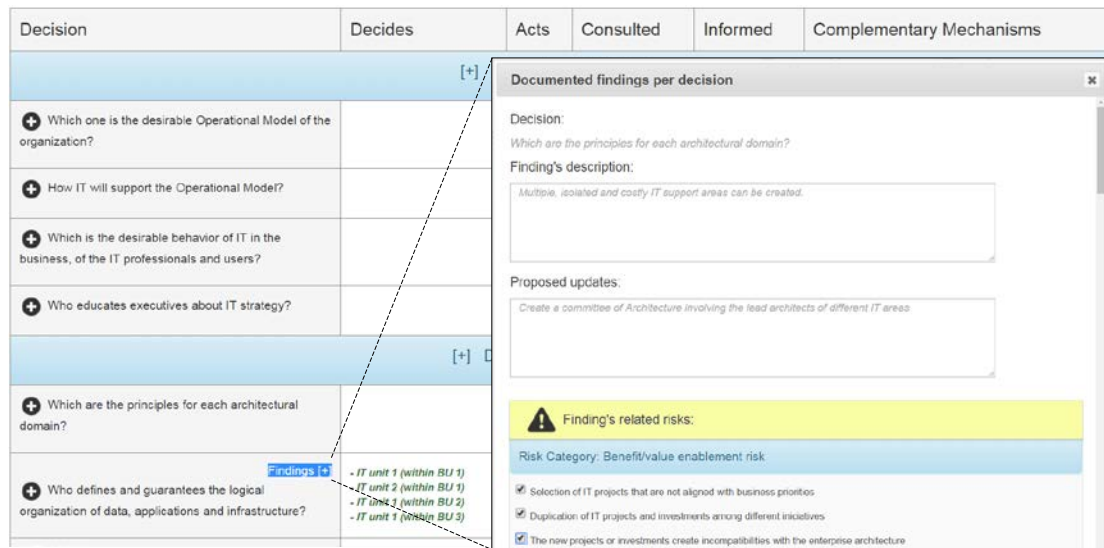 Decision Decides Acts Consulted Informed Complementary Mechanisms
[+]
Which one is the desirable Operational Model of the
organization?
How IT will support the Operational Model?
Which is the desirable behavior of IT in the
business, of the IT professionals and users?
Who educates executives about IT strategy?
[+] D
Which are the principles for each architectural
domain?
Findings [+]
Who defines and guarantees the logical
organization of data, applications and infrastructure?
- IT unit 1 (within BU 1)
- IT unit 2 (within BU 1)
- IT unit 1 (within BU 2)
- IT unit 1 (within BU 3)
Documented findings per decision
Decision:
Which are the principles for each architectural domain?
Finding's description:
Multiple, isolated and costly IT support areas can be created.
Proposed updates:
Create a committee of Architecture involving the lead architects of different IT areas
Finding's related risks:
Risk Category: Benefit/value enablement risk
Selection of IT projects that are not aligned with business priorities
Duplication of IT projects and investments among different iniciatives
The new projects or investments create incompatibilities with the enterprise architecture